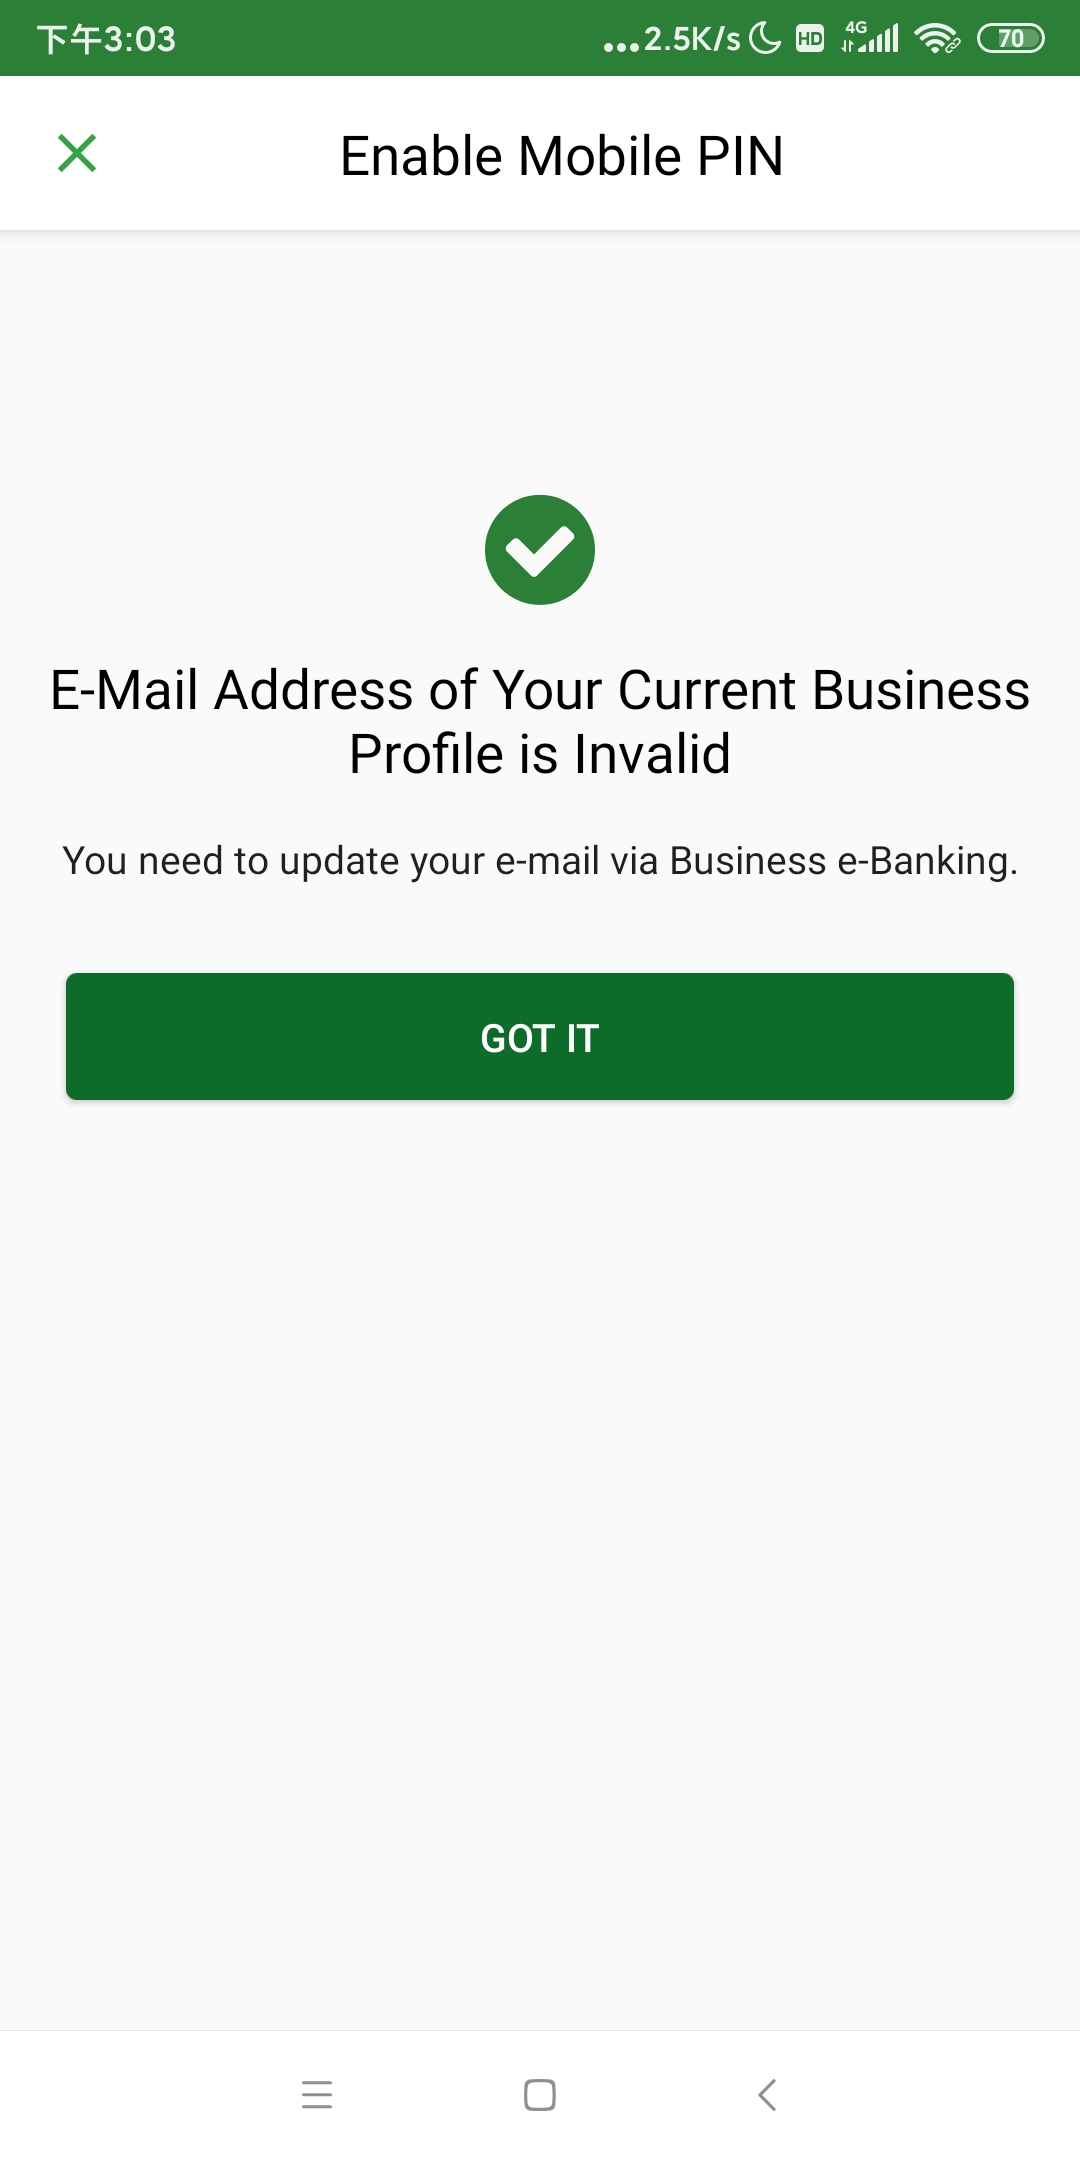 下午3:03
...2.5K/s HD 4G 70
Enable Mobile PIN
E-Mail Address of Your Current Business
Profile is Invalid
You need to update your e-mail via Business e-Banking.
GOT IT